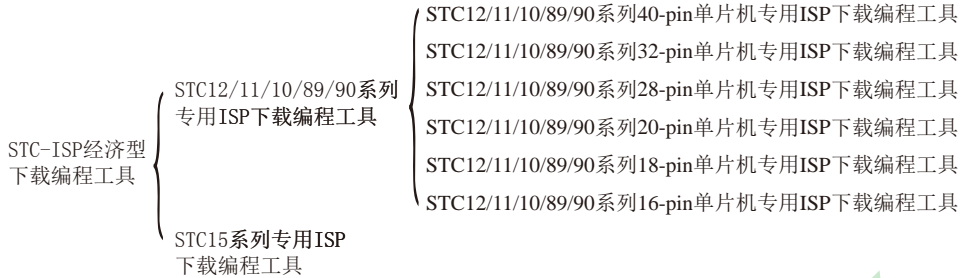 STC-ISP经济型
下载编程工具
STC12/11/10/89/90系列
专用ISP下载编程工具
STC12/11/10/89/90系列40-pin单片机专用ISP下载编程工具
STC12/11/10/89/90系列32-pin单片机专用ISP下载编程工具
STC12/11/10/89/90系列28-pin单片机专用ISP下载编程工具
STC12/11/10/89/90系列20-pin单片机专用ISP下载编程工具
STC12/11/10/89/90系列18-pin单片机专用ISP下载编程工具
STC12/11/10/89/90系列16-pin单片机专用ISP下载编程工具
STC15系列专用ISP
下载编程工具